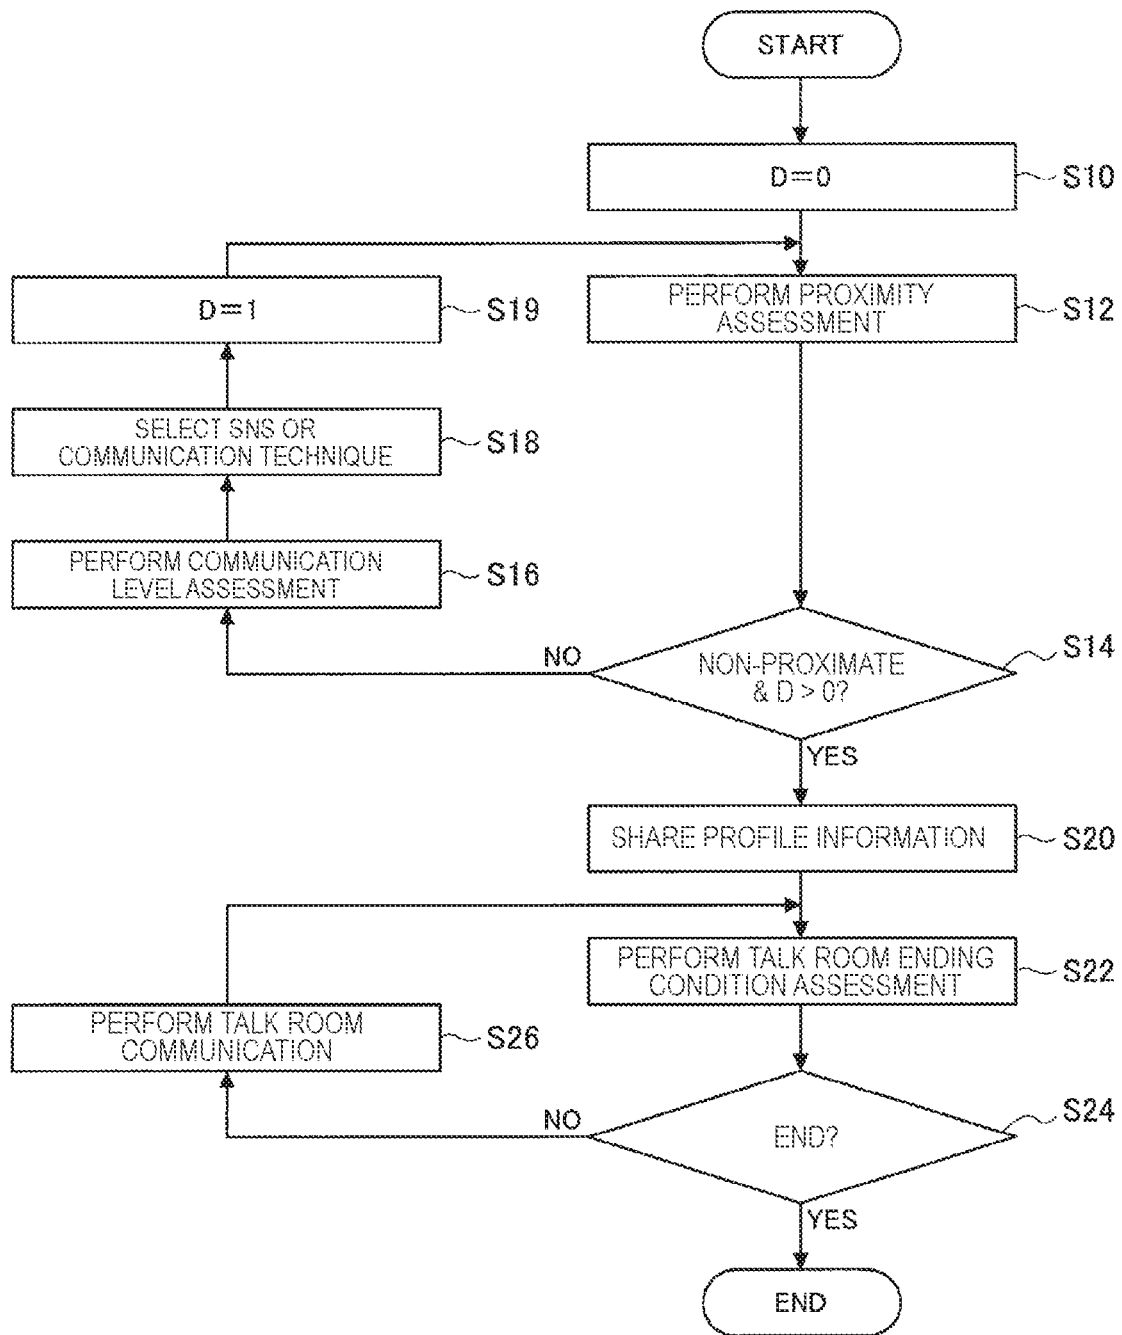 START
D=0
S10
D=1
S19
PERFORM PROXIMITY
ASSESSMENT
S12
SELECT SNS OR
COMMUNICATION TECHNIQUE
S18
PERFORM COMMUNICATION
LEVEL ASSESSMENT
S16
NO
NON-PROXIMATE
& D > 0?
S14
YES
SHARE PROFILE INFORMATION
S20
PERFORM TALK ROOM ENDING
CONDITION ASSESSMENT
S22
PERFORM TALK ROOM
COMMUNICATION
S26
NO
END?
S24
YES
END